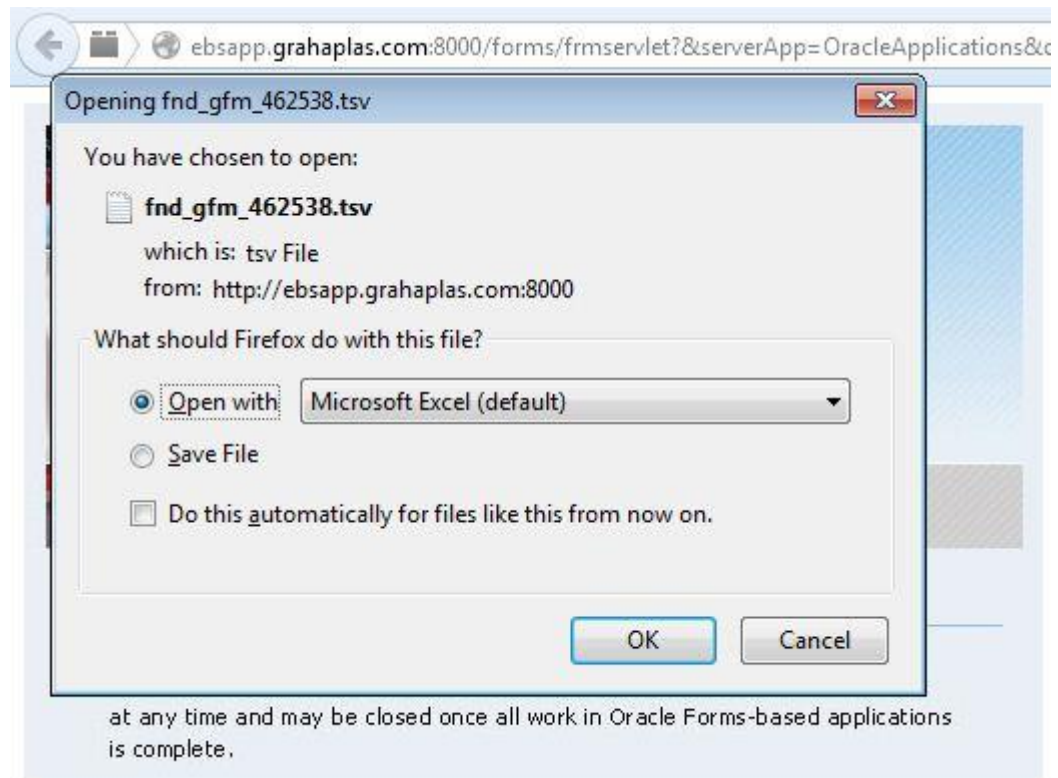 ebsapp.grahaplas.com:8000/forms/frmservlet?&serverApp=OracleApplications&c
Opening fnd_gfm_462538.tsv
You have chosen to open:
fnd_gfm_462538.tsv
which is: tsv File
from: http://ebsapp.grahaplas.com:8000
What should Firefox do with this file?
Open with Microsoft Excel (default)
Save File
Do this automatically for files like this from now on.
OK Cancel
at any time and may be closed once all work in Oracle Forms-based applications
is complete.